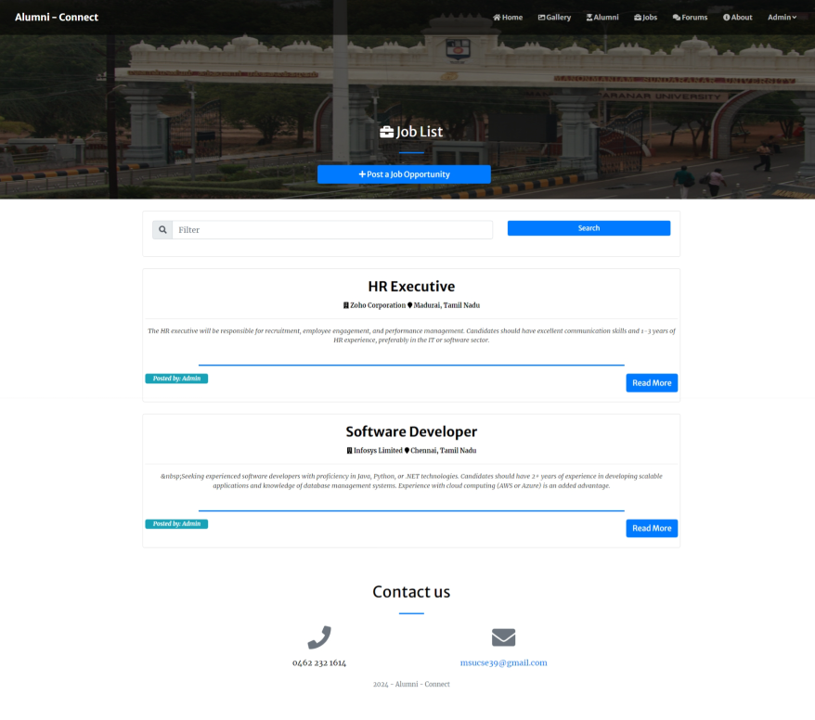 Alumni - Connect
Home Gallery Alumni Jobs Forums About Admin
SUNDARANAR UNIVERSITY
Job List
+ Post a Job Opportunity
Filter
Search
HR Executive
Zoho Corporation Madurai, Tamil Nadu
The HR executive will be responsible for recruitment, employee engagement, and performance management. Candidates should have excellent communication skills and 1-3 years of
HR experience, preferably in the IT or software sector.
Posted by: Admin
Read More
Software Developer
Infosys Limited Chennai, Tamil Nadu
&nbsp;Seeking experienced software developers with proficiency in Java, Python, or .NET technologies. Candidates should have 2+ years of experience in developing scalable
applications and knowledge of database management systems. Experience with cloud computing (AWS or Azure) is an added advantage.
Posted by: Admin
Read More
Contact us
0462 232 1614
msucse39@gmail.com
2024 - Alumni - Connect